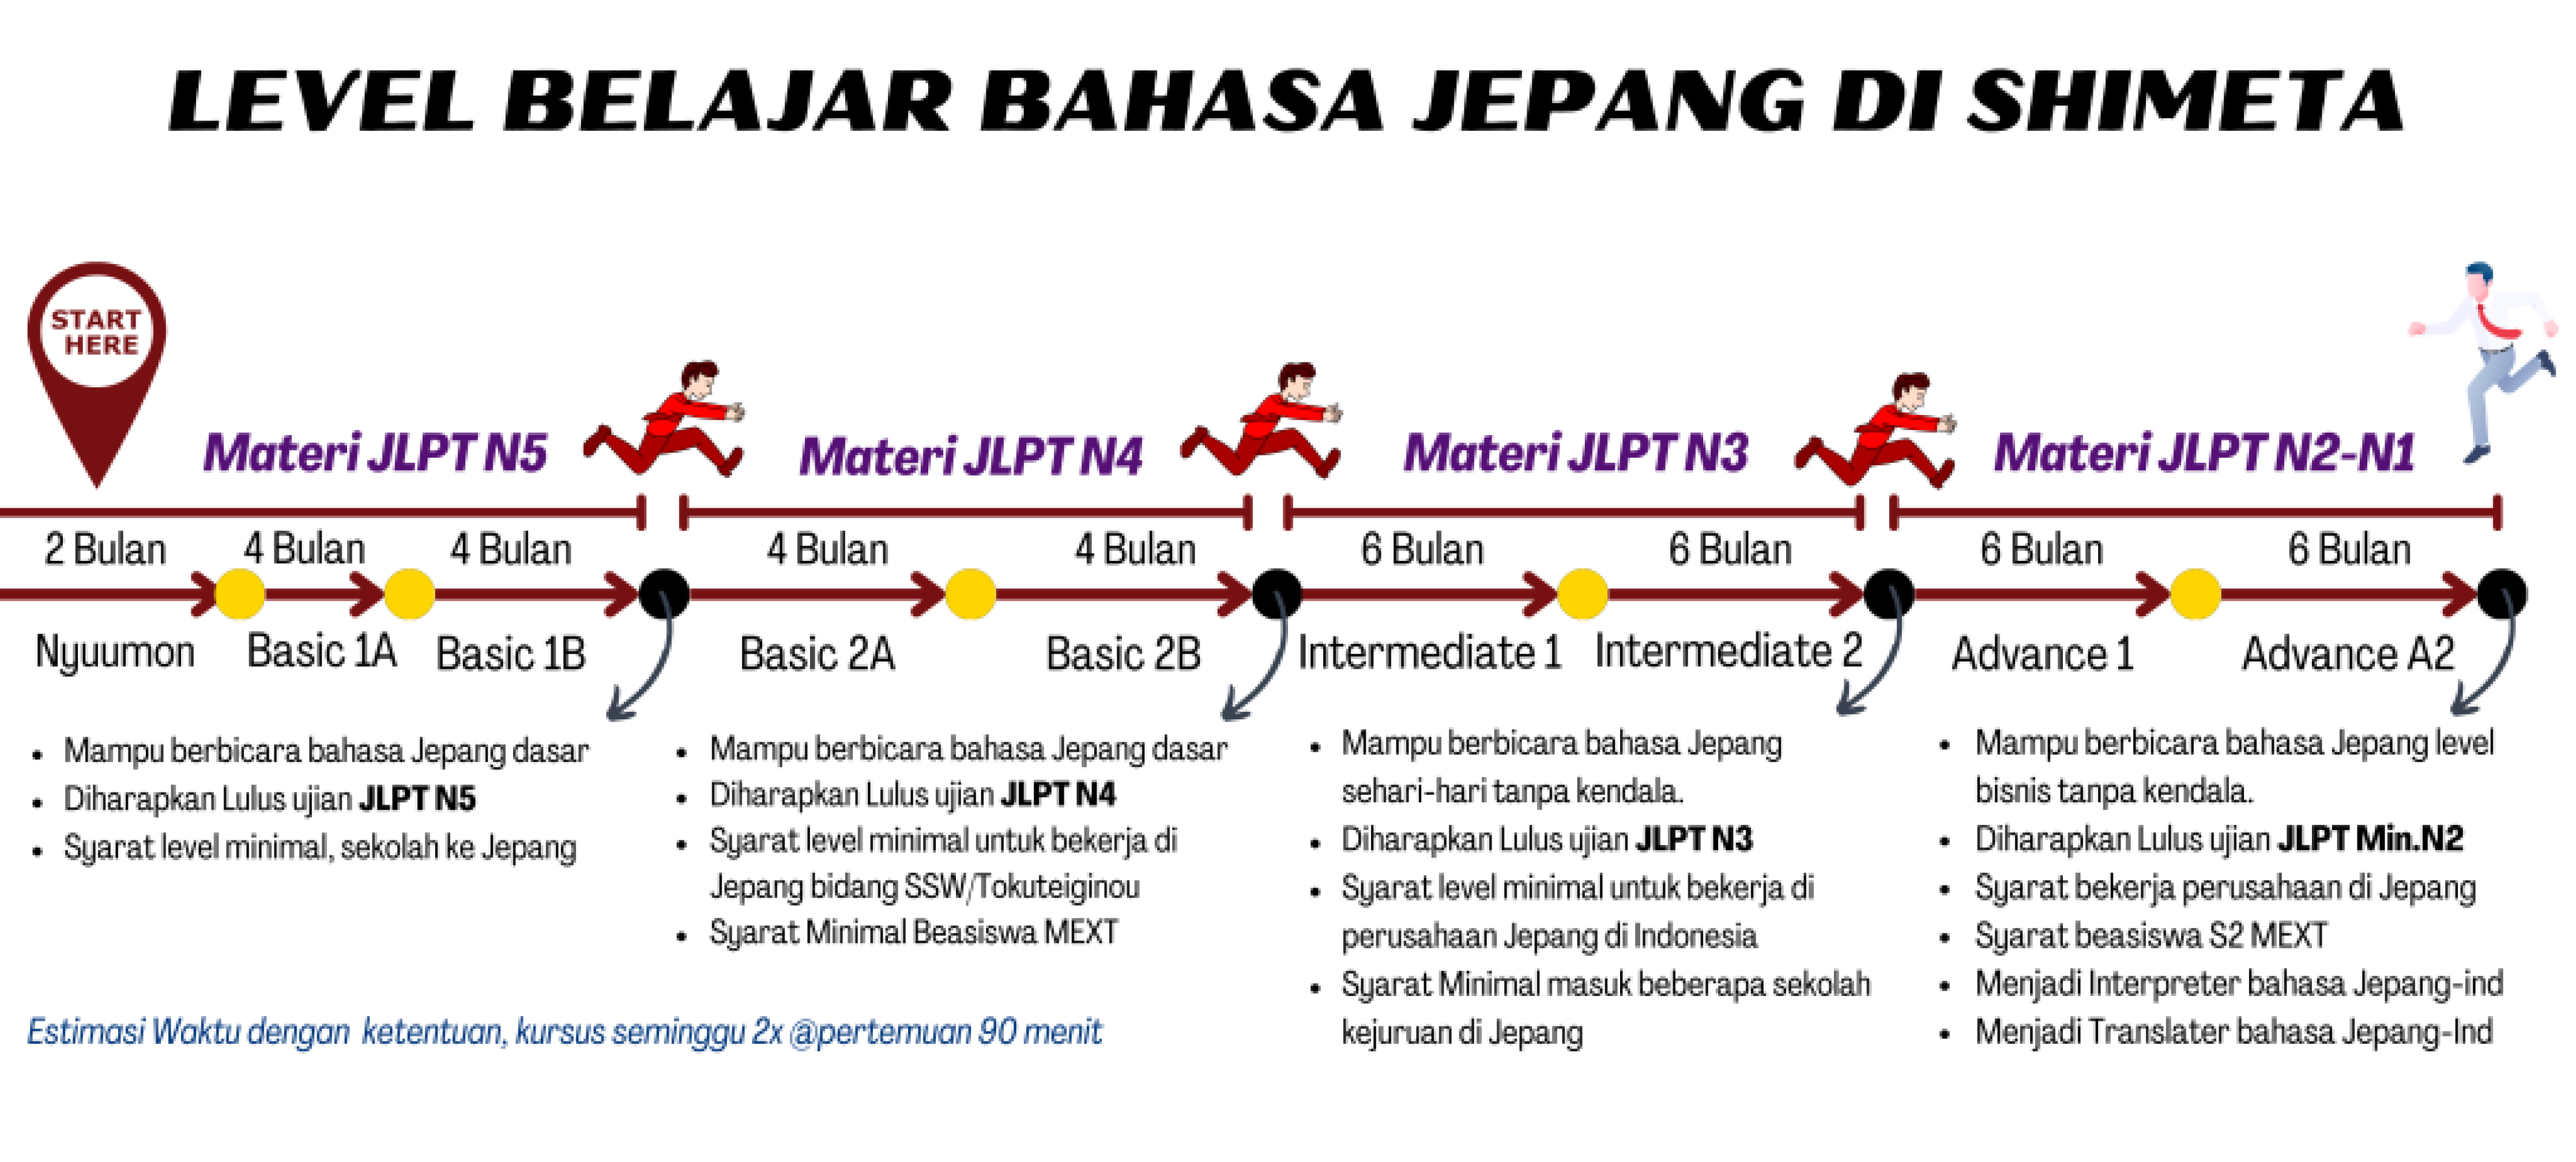 LEVEL BELAJAR BAHASA JEPANG DI SHIMETA
START
HERE
Materi JLPT N5
Materi JLPT N4
Materi JLPT N3
Materi JLPT N2-N1
2 Bulan
4 Bulan
4 Bulan
4 Bulan
4 Bulan
6 Bulan
6 Bulan
6 Bulan
6 Bulan
Nyuumon
Basic 1A
Basic 1B
Basic 2A
Basic 2B
Intermediate 1
Intermediate 2
Advance 1
Advance A2
• Mampu berbicara bahasa Jepang dasar
• Diharapkan Lulus ujian JLPT N5
• Syarat level minimal, sekolah ke Jepang
• Mampu berbicara bahasa Jepang dasar
• Diharapkan Lulus ujian JLPT N4
• Syarat level minimal untuk bekerja di
Jepang bidang SSW/Tokuteiginou
• Syarat Minimal Beasiswa MEXT
• Mampu berbicara bahasa Jepang
sehari-hari tanpa kendala.
• Diharapkan Lulus ujian JLPT N3
• Syarat level minimal untuk bekerja di
perusahaan Jepang di Indonesia
• Syarat Minimal masuk beberapa sekolah
kejuruan di Jepang
• Mampu berbicara bahasa Jepang level
bisnis tanpa kendala.
• Diharapkan Lulus ujian JLPT Min.N2
• Syarat bekerja perusahaan di Jepang
• Syarat beasiswa S2 MEXT
• Menjadi Interpreter bahasa Jepang-ind
• Menjadi Translater bahasa Jepang-Ind
Estimasi Waktu dengan ketentuan, kursus seminggu 2x @pertemuan 90 menit